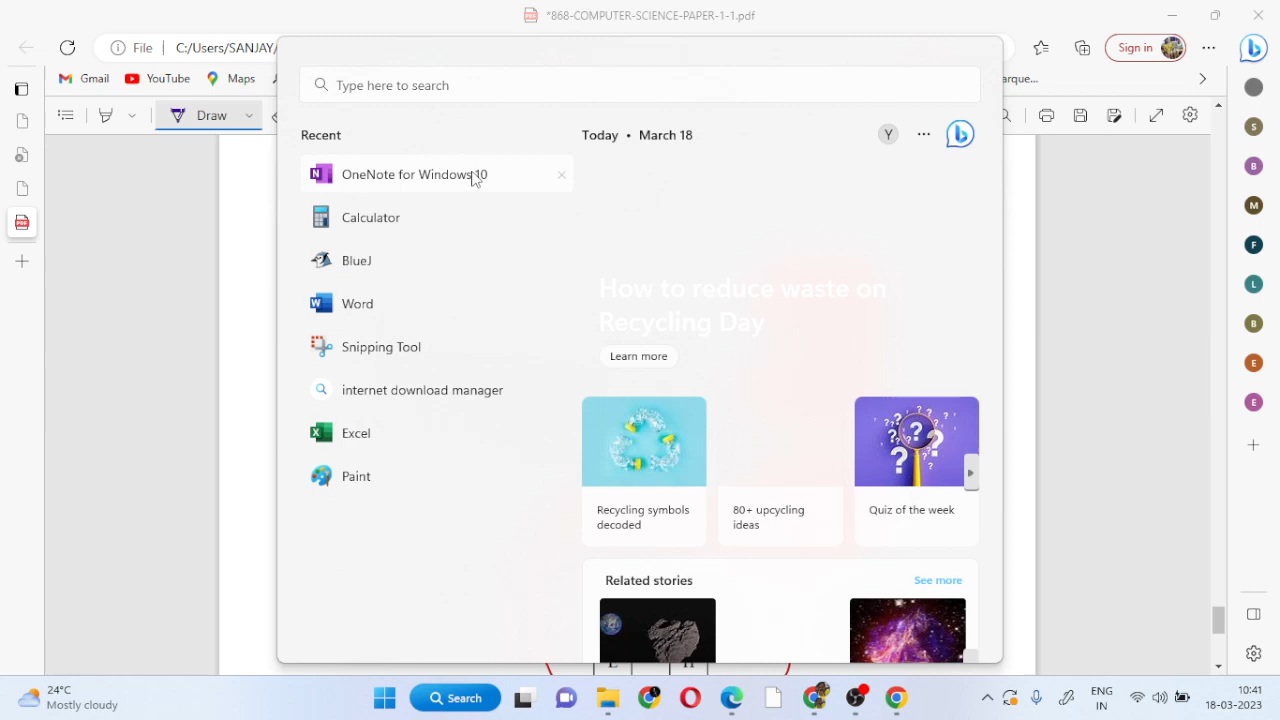 *868-COMPUTER-SCIENCE-PAPER-1-1.pdf
File C:/Users/SANJAY/
Sign in
Gmail YouTube Maps
arque...
Draw
Type here to search
Recent
Today • March 18
Y
OneNote for Windows 10
Calculator
BlueJ
Word
Snipping Tool
internet download manager
Excel
Paint
How to reduce waste on
Recycling Day
Learn more
Recycling symbols
decoded
80+ upcycling
ideas
Quiz of the week
Related stories
See more
S
B
M
F
L
B
E
E
24°C
Mostly cloudy
Search
ENG
IN
10:41
18-03-2023